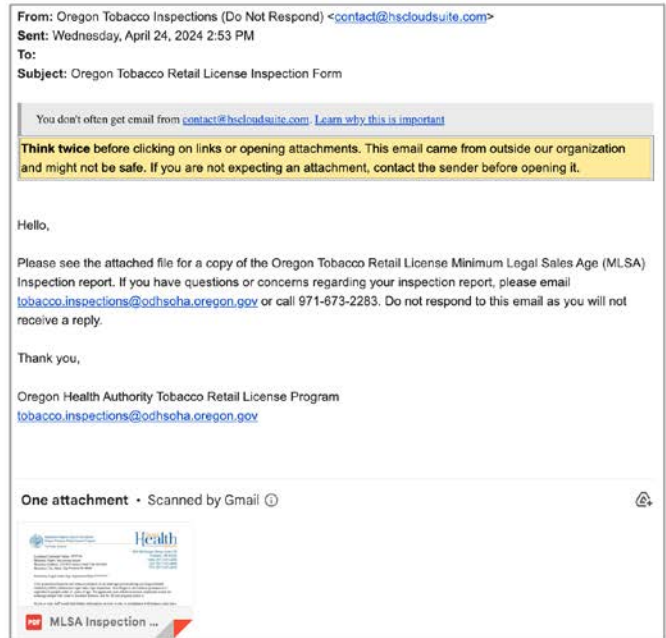 From: Oregon Tobacco Inspections (Do Not Respond) <contact@hscloudsuite.com>
Sent: Wednesday, April 24, 2024 2:53 PM
To:
Subject: Oregon Tobacco Retail License Inspection Form
You don't often get email from contact@hscloudsuite.com. Learn why this is important
Think twice before clicking on links or opening attachments. This email came from outside our organization
and might not be safe. If you are not expecting an attachment, contact the sender before opening it.
Hello,
Please see the attached file for a copy of the Oregon Tobacco Retail License Minimum Legal Sales Age (MLSA)
Inspection report. If you have questions or concerns regarding your inspection report, please email
tobacco.inspections@odhsoha.oregon.gov or call 971-673-2283. Do not respond to this email as you will not
receive a reply.
Thank you,
Oregon Health Authority Tobacco Retail License Program
tobacco.inspections@odhsoha.oregon.gov
One attachment • Scanned by Gmail
Health
PDF MLSA Inspection ...